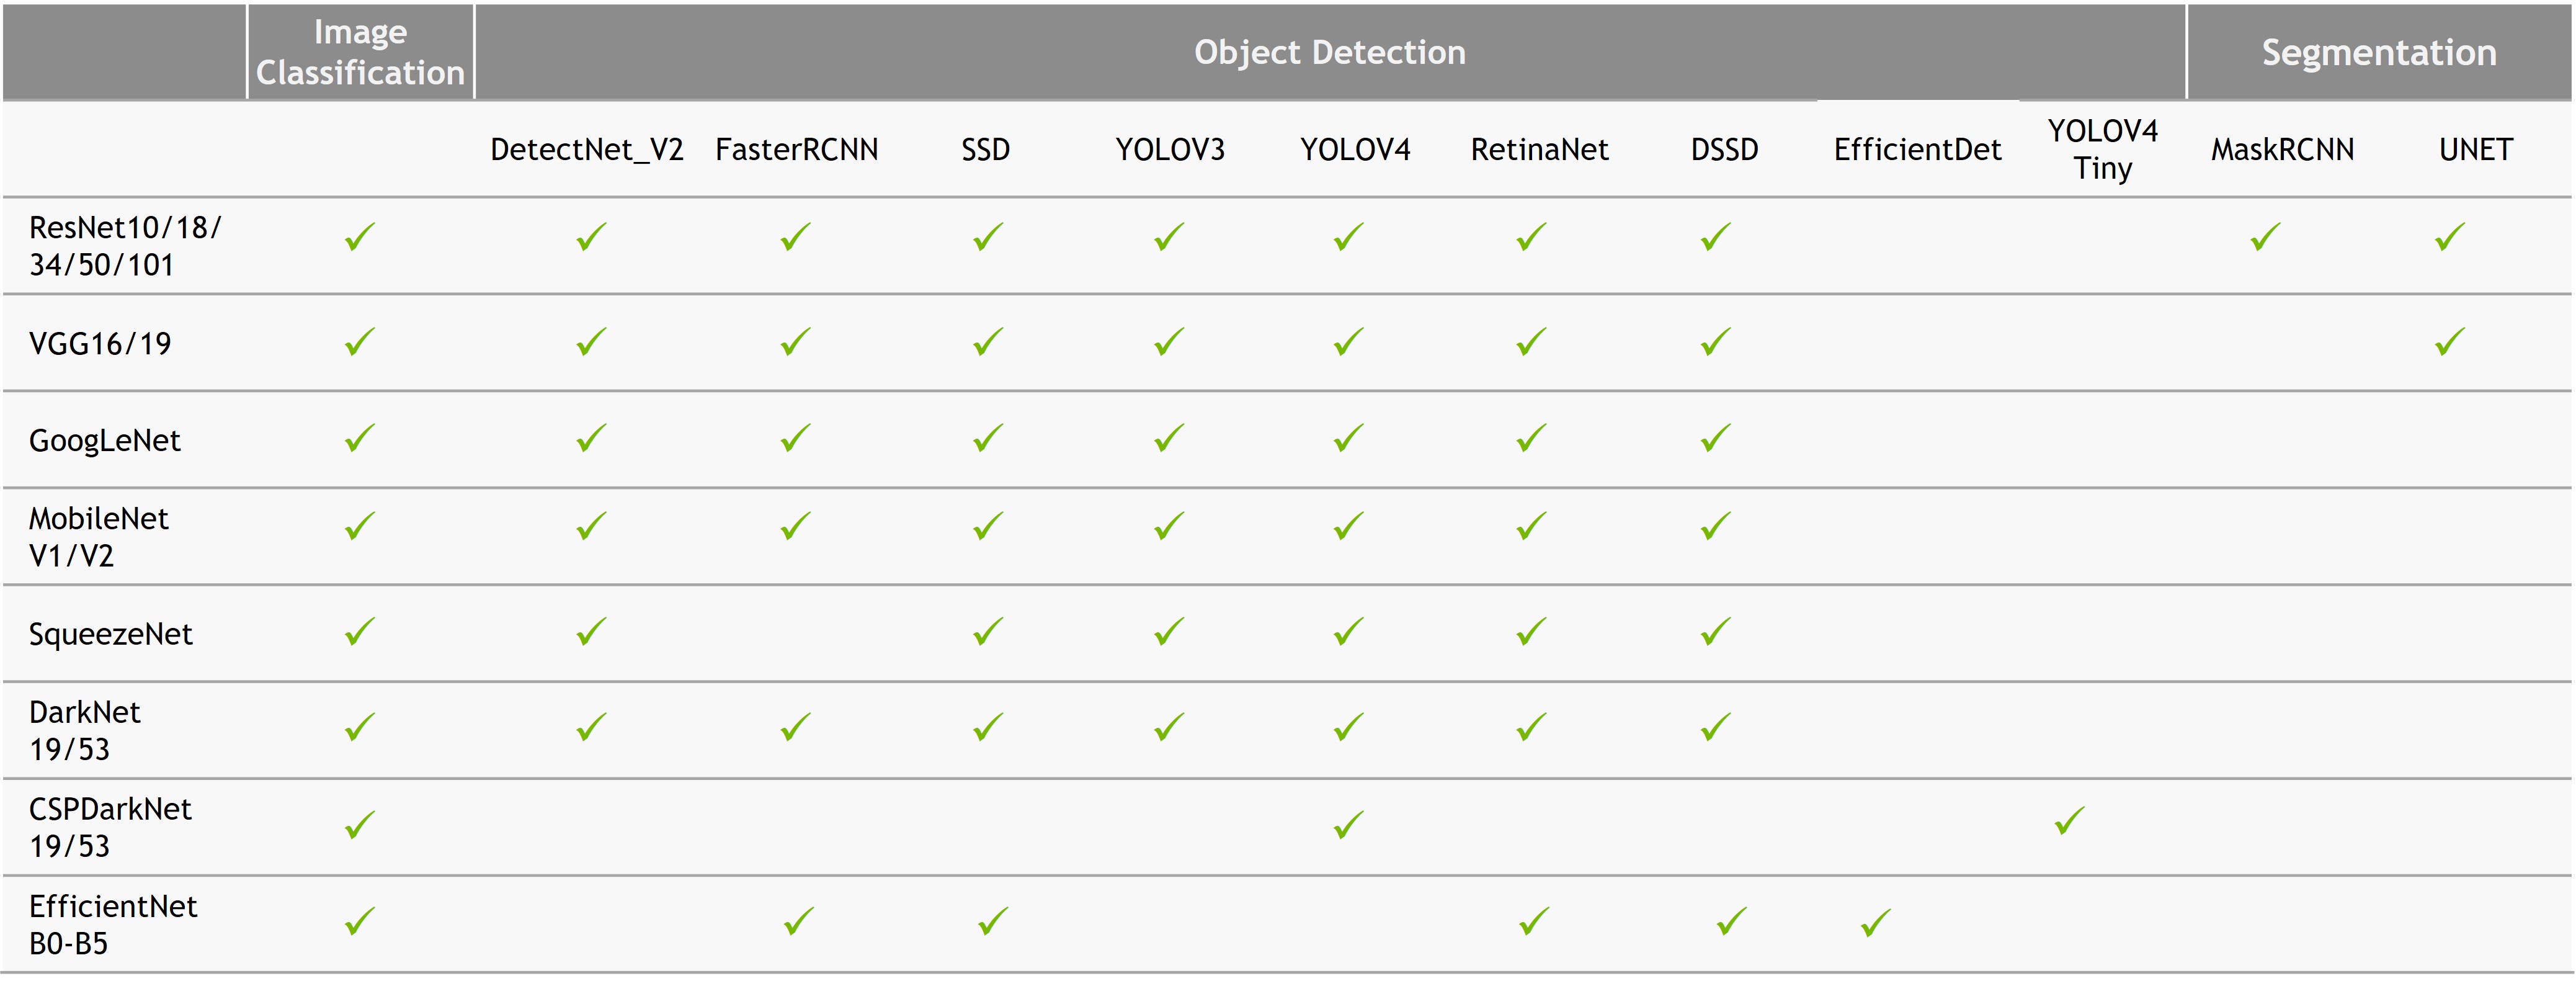 Image
Classification
Object Detection
Segmentation
DetectNet_V2 FasterRCNN SSD YOLOV3 YOLOV4 RetinaNet DSSD EfficientDet YOLOV4
Tiny
MaskRCNN UNET
ResNet10/18/
34/50/101
✓ ✓ ✓ ✓ ✓ ✓ ✓ ✓ ✓ ✓
VGG16/19 ✓ ✓ ✓ ✓ ✓ ✓ ✓ ✓ ✓
GoogLeNet ✓ ✓ ✓ ✓ ✓ ✓ ✓ ✓
MobileNet
V1/V2
✓ ✓ ✓ ✓ ✓ ✓ ✓ ✓
SqueezeNet ✓ ✓ ✓ ✓ ✓ ✓ ✓
DarkNet
19/53
✓ ✓ ✓ ✓ ✓ ✓ ✓ ✓
CSPDarkNet
19/53
✓ ✓ ✓
EfficientNet
B0-B5
✓ ✓ ✓ ✓ ✓ ✓